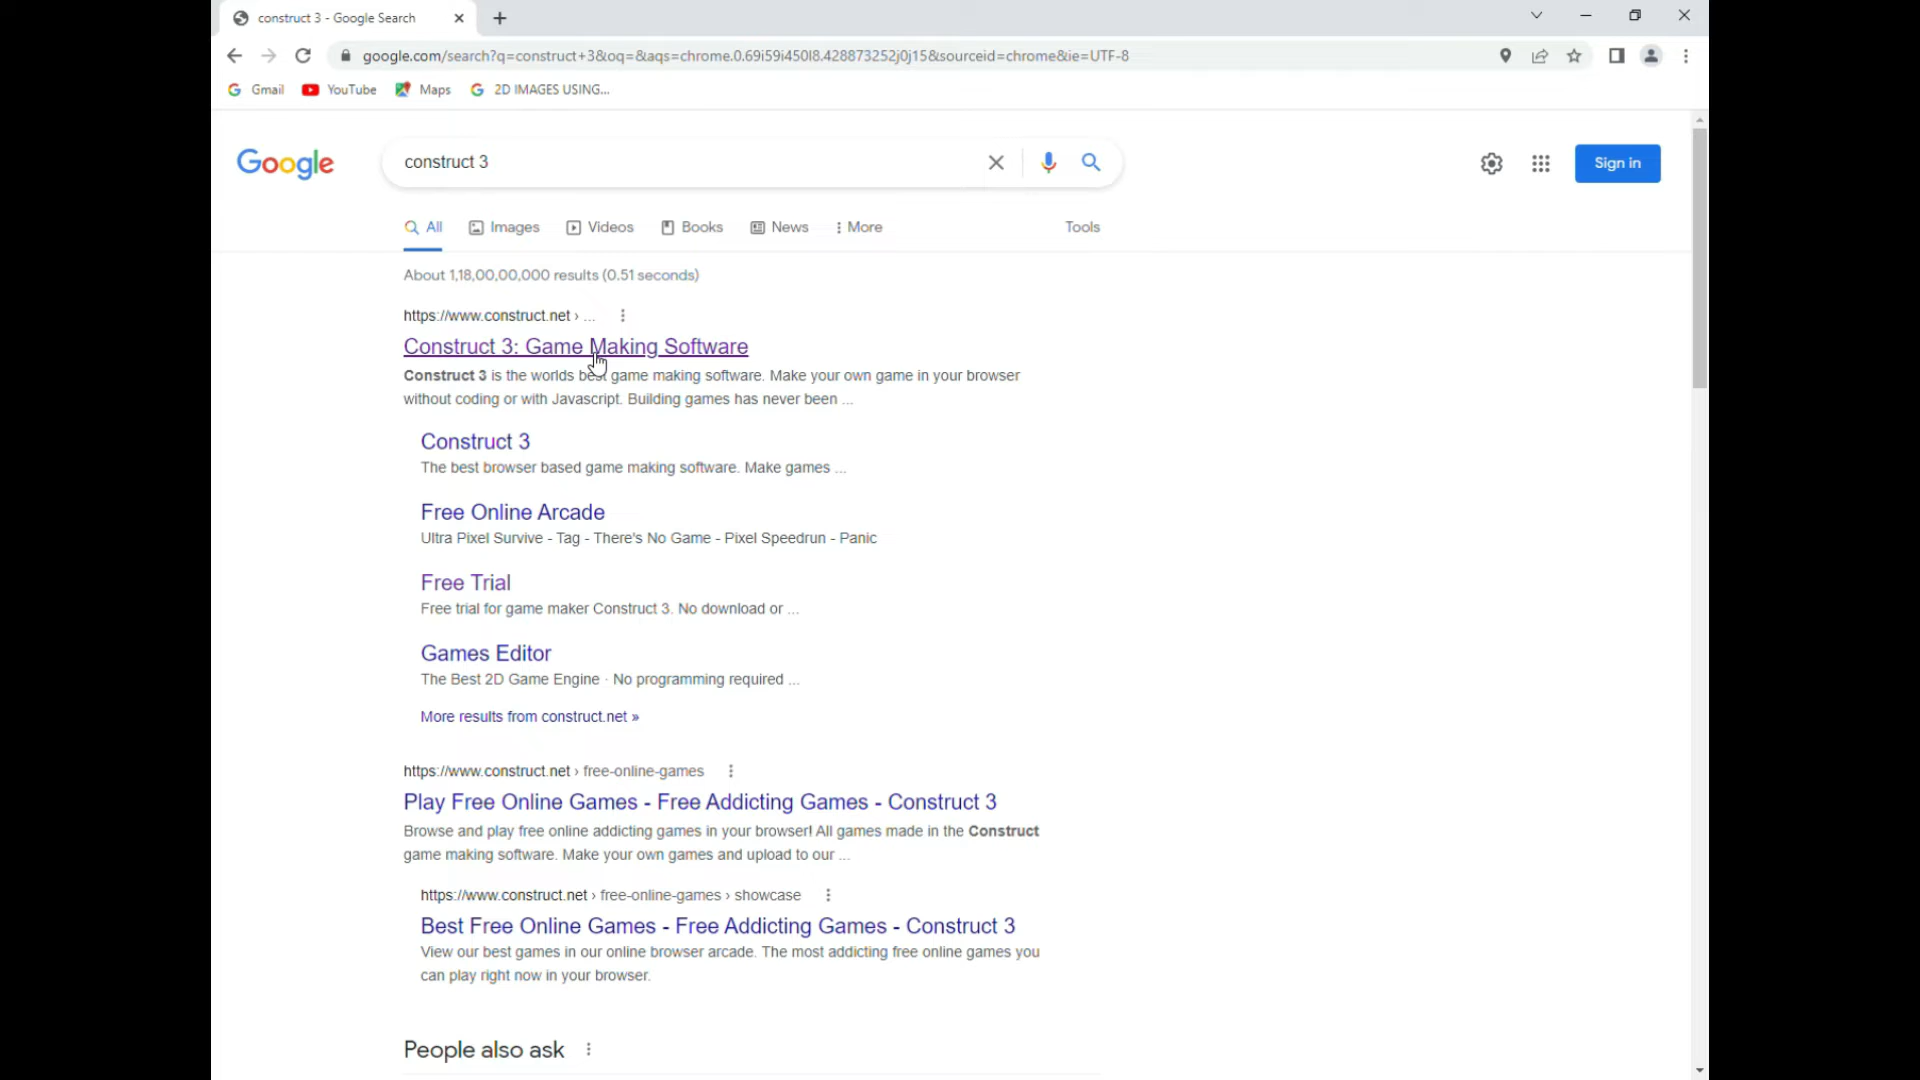 construct 3 - Google Search
google.com/search?q=construct+3&oq=&aqs=chrome.0.69i59i450l8.428873252j0j15&sourceid=chrome&ie=UTF-8
Gmail YouTube Maps 2D IMAGES USING...
Google construct 3 Sign in
All Images Videos Books News More Tools
About 1,18,00,00,000 results (0.51 seconds)
https://www.construct.net › ...
Construct 3: Game Making Software
Construct 3 is the worlds best game making software. Make your own game in your browser
without coding or with Javascript. Building games has never been ...
Construct 3
The best browser based game making software. Make games ...
Free Online Arcade
Ultra Pixel Survive - Tag - There's No Game - Pixel Speedrun - Panic
Free Trial
Free trial for game maker Construct 3. No download or ...
Games Editor
The Best 2D Game Engine · No programming required ...
More results from construct.net »
https://www.construct.net › free-online-games
Play Free Online Games - Free Addicting Games - Construct 3
Browse and play free online addicting games in your browser! All games made in the Construct
game making software. Make your own games and upload to our ...
https://www.construct.net › free-online-games › showcase
Best Free Online Games - Free Addicting Games - Construct 3
View our best games in our online browser arcade. The most addicting free online games you
can play right now in your browser.
People also ask